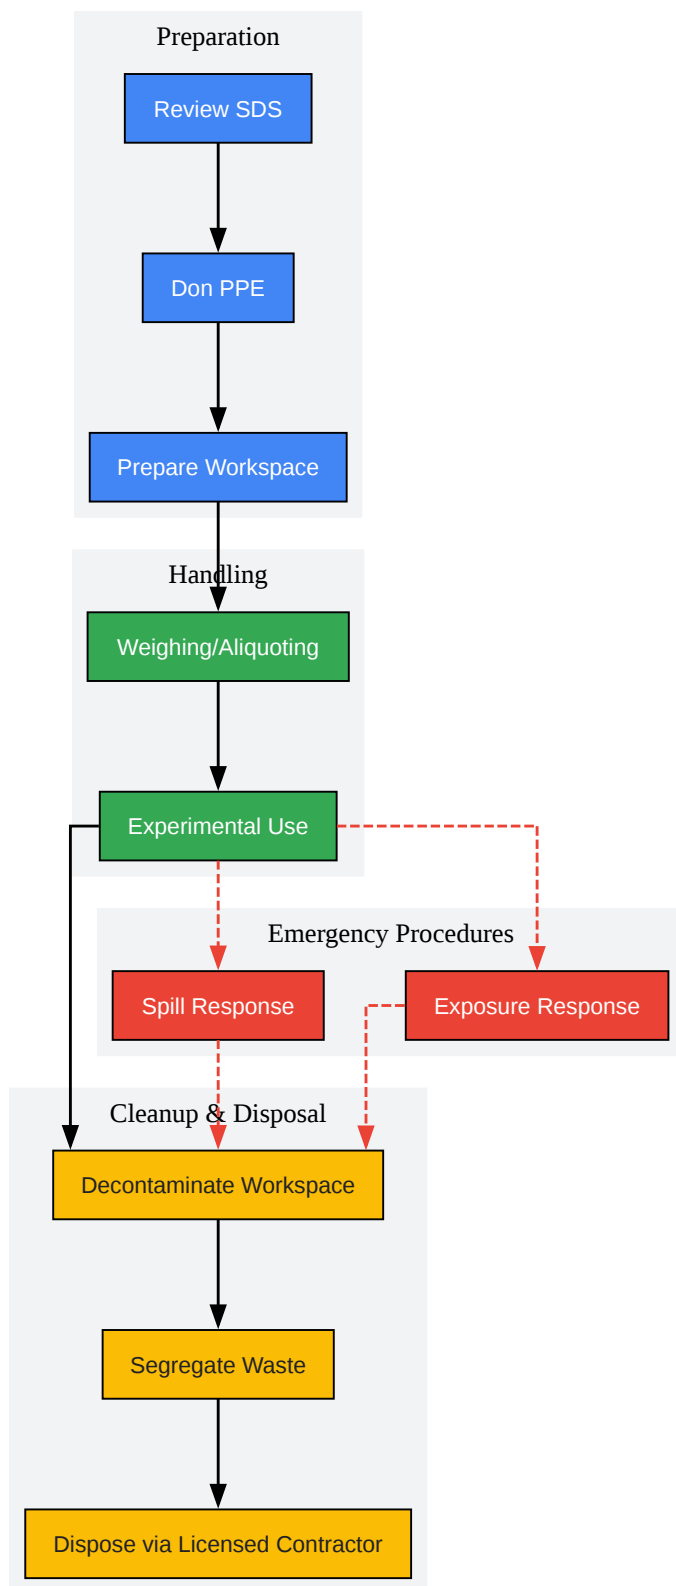 Preparation
Review SDS
Don PPE
Prepare Workspace
Handling
Weighing/Aliquoting
Experimental Use
Emergency Procedures
Spill Response
Exposure Response
Cleanup & Disposal
Decontaminate Workspace
Segregate Waste
Dispose via Licensed Contractor